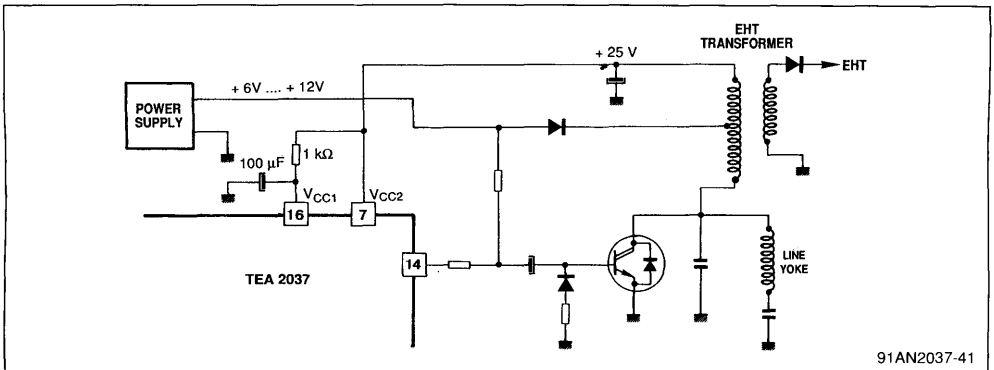 EHT
TRANSFORMER
+ 25 V
EHT
+ 6V .... + 12V
POWER
SUPPLY
1 kΩ
100 µF
VCC1
VCC2
16
7
14
TEA 2037
LINE
YOKE
91AN2037-41